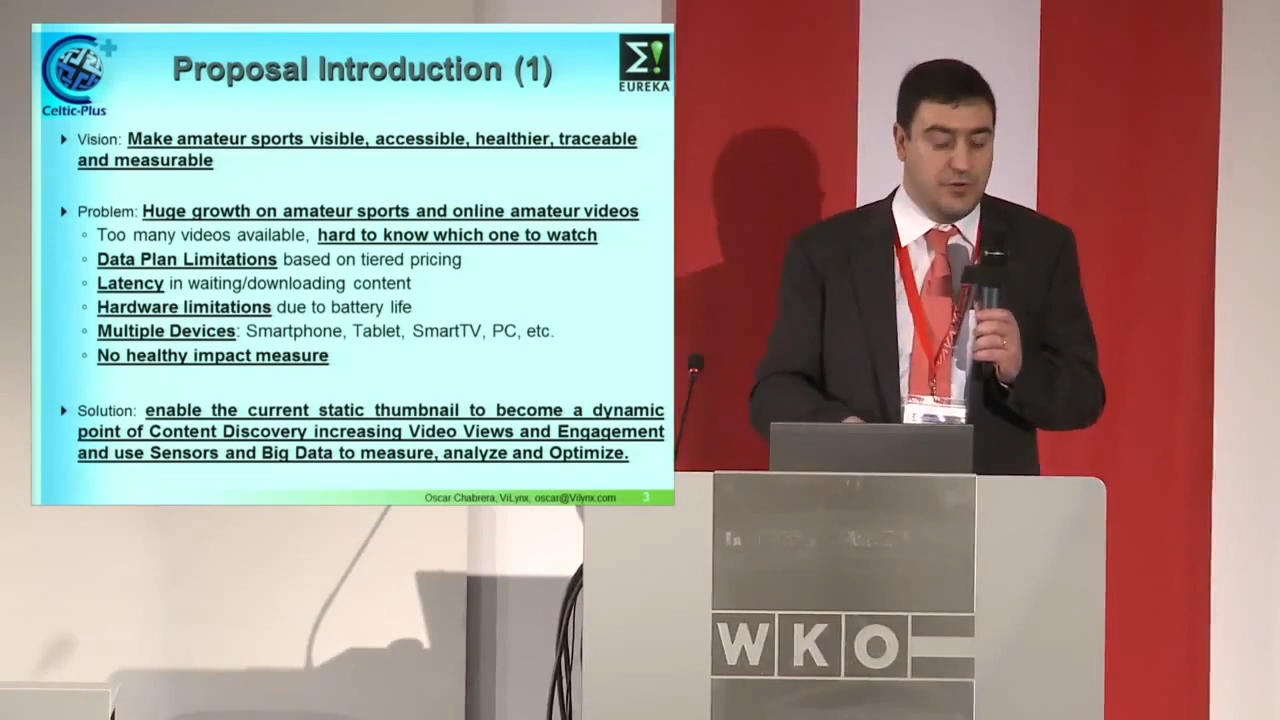 Proposal Introduction (1)
Celtic-Plus
Σ!
EUREKA
Vision: Make amateur sports visible, accessible, healthier, traceable
and measurable
Problem: Huge growth on amateur sports and online amateur videos
Too many videos available, hard to know which one to watch
Data Plan Limitations based on tiered pricing
Latency in waiting/downloading content
Hardware limitations due to battery life
Multiple Devices: Smartphone, Tablet, SmartTV, PC, etc.
No healthy impact measure
Solution: enable the current static thumbnail to become a dynamic
point of Content Discovery increasing Video Views and Engagement
and use Sensors and Big Data to measure, analyze and Optimize.
Oscar Chabrera, ViLynx, oscar@Vilynx.com 3
WKO